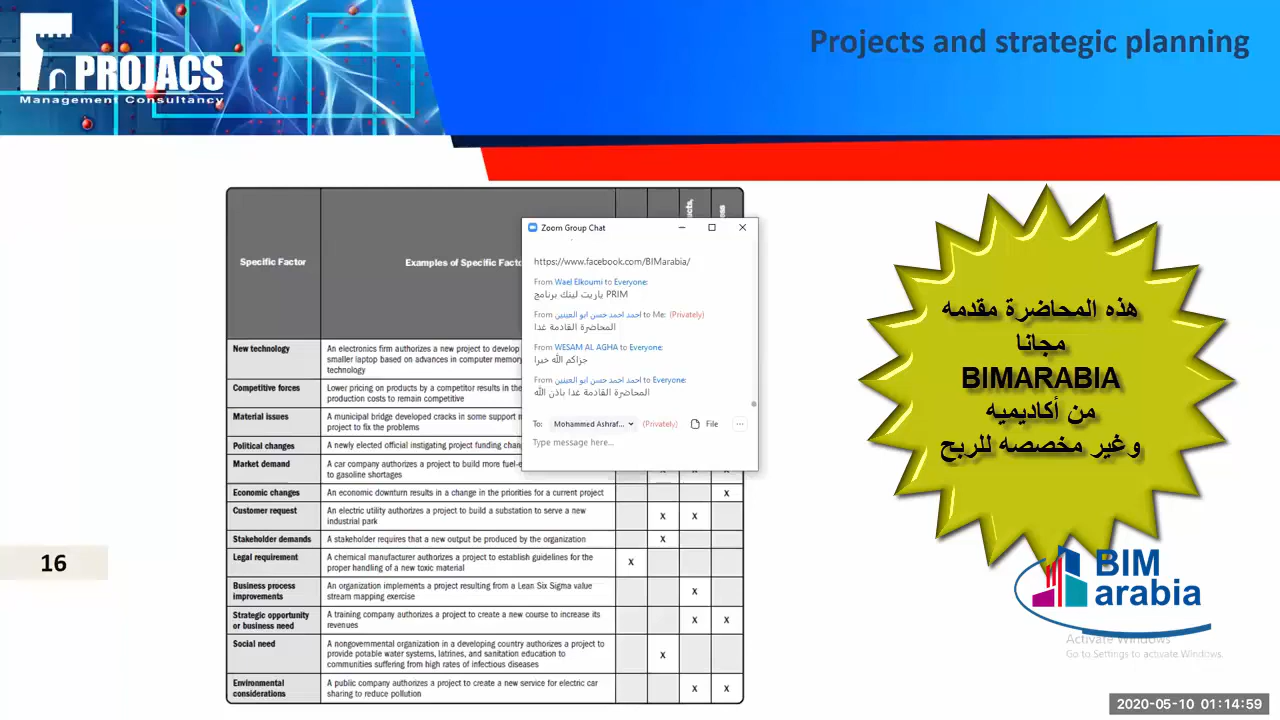 Projects and strategic planning
PROJACS
Management Consultancy
Specific Factor
Examples of Specific Facto
New technology
An electronics firm authorizes a new project to develop
smaller laptop based on advances in computer memory
technology
Competitive forces
Lower pricing on products by a competitor results in the
production costs to remain competitive
Material issues
A municipal bridge developed cracks in some support m
project to fix the problems
Political changes
A newly elected official instigating project funding chang
Market demand
A car company authorizes a project to build more fuel-e
to gasoline shortages
Economic changes
An economic downturn results in a change in the priorities for a current project
X
Customer request
An electric utility authorizes a project to build a substation to serve a new
industrial park
X X
Stakeholder demands
A stakeholder requires that a new output be produced by the organization
X
Legal requirement
A chemical manufacturer authorizes a project to establish guidelines for the
proper handling of a new toxic material
X
Business process
improvements
An organization implements a project resulting from a Lean Six Sigma value
stream mapping exercise
X
Strategic opportunity
or business need
A training company authorizes a project to create a new course to increase its
revenues
X X
Social need
A nongovernmental organization in a developing country authorizes a project to
provide potable water systems, latrines, and sanitation education to
communities suffering from high rates of infectious diseases
X
Environmental
considerations
A public company authorizes a project to create a new service for electric car
sharing to reduce pollution
X X
Zoom Group Chat
https://www.facebook.com/BIMarabia/
From Wael Elkoumi to Everyone:
ياريت لينك برنامج PRIM
From احمد احمد حسن ابو العينين to Me: (Privately)
المحاضرة القادمة غدا
From WESAM AL AGHA to Everyone:
جزاكم الله خيرا
From احمد احمد حسن ابو العينين to Everyone:
المحاضرة القادمة غدا باذن الله
To: Mohammed Ashraf... (Privately) File ...
Type message here...
هذه المحاضرة مقدمه
مجانا
BIMARABIA
من أكاديميه
وغير مخصصه للربح
16
BIM
arabia
Activate Windows
Go to Settings to activate Windows.
2020-05-10 01:14:59